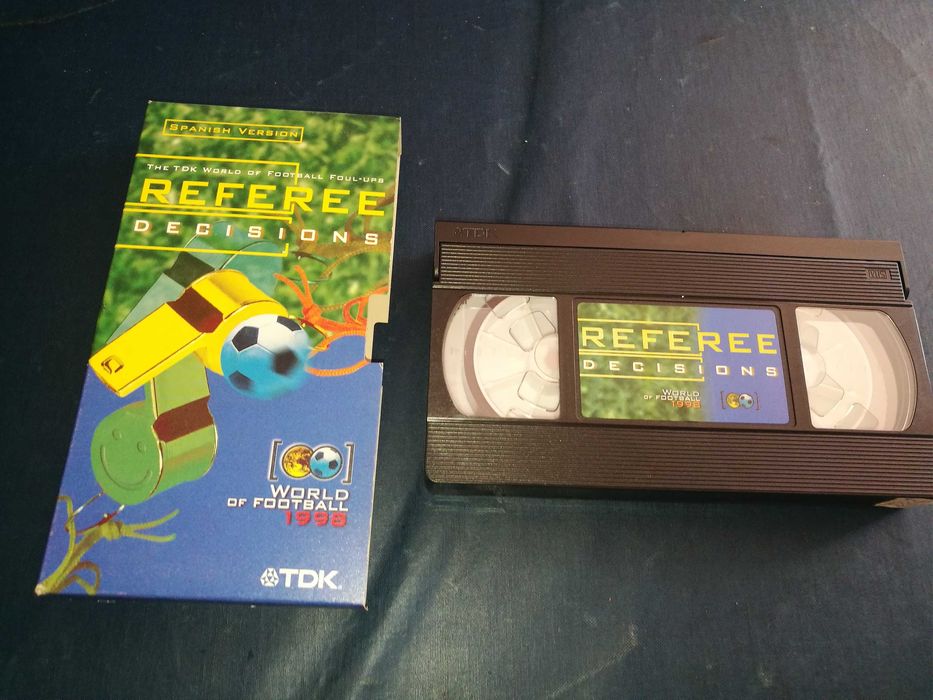 SPANISH VERSION
THE TDK WORLD OF FOOTBALL FOUL-UPS
REFEREE
DECISIONS
WORLD
OF FOOTBALL
1998
TDK
TDK
VHS
REFEREE
DECISIONS
WORLD
OF FOOTBALL
1998